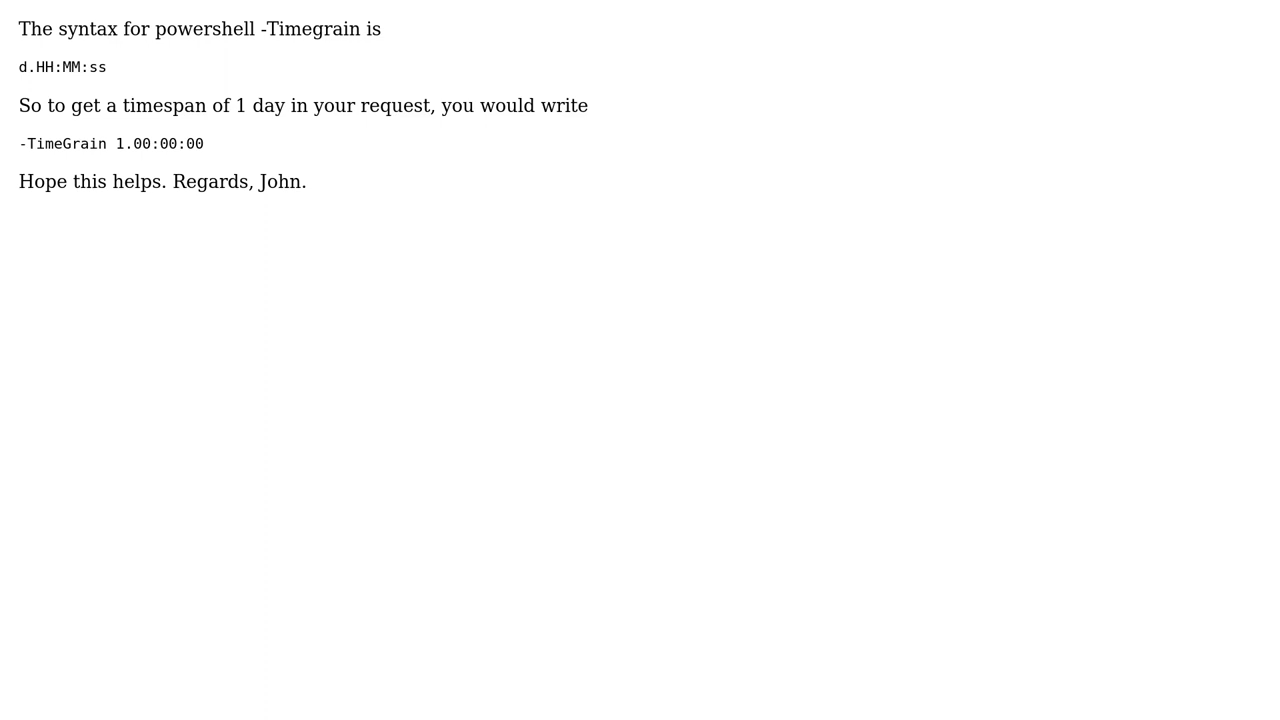 The syntax for powershell -Timegrain is
d.HH:MM:ss
So to get a timespan of 1 day in your request, you would write
-TimeGrain 1.00:00:00
Hope this helps. Regards, John.